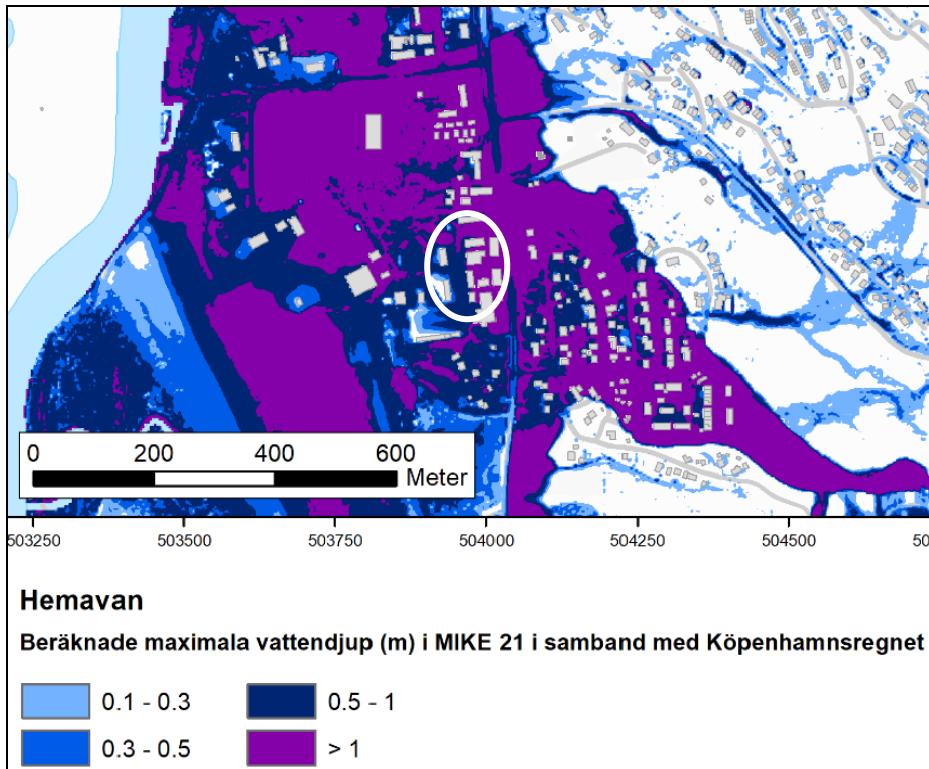 0 200 400 600
Meter
503250 503500 503750 504000 504250 504500 50
Hemavan
Beräknade maximala vattendjup (m) i MIKE 21 i samband med Köpenhamnsregnet
0.1 - 0.3 0.5 - 1
0.3 - 0.5 > 1